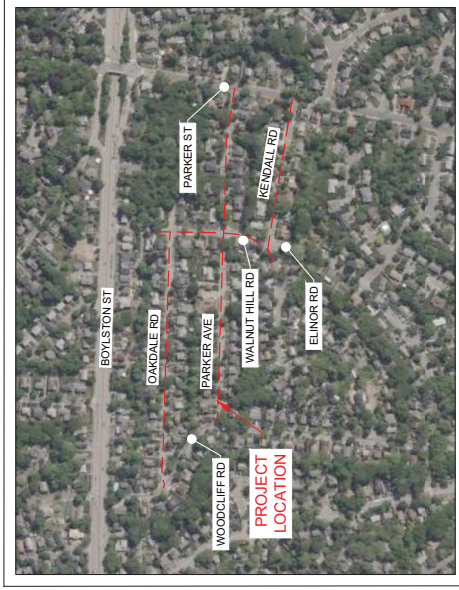 BOYLSTON ST
PARKER ST
OAKDALE RD
KENDALL RD
PARKER AVE
WALNUT HILL RD
ELINOR RD
WOODCLIFF RD
PROJECT
LOCATION